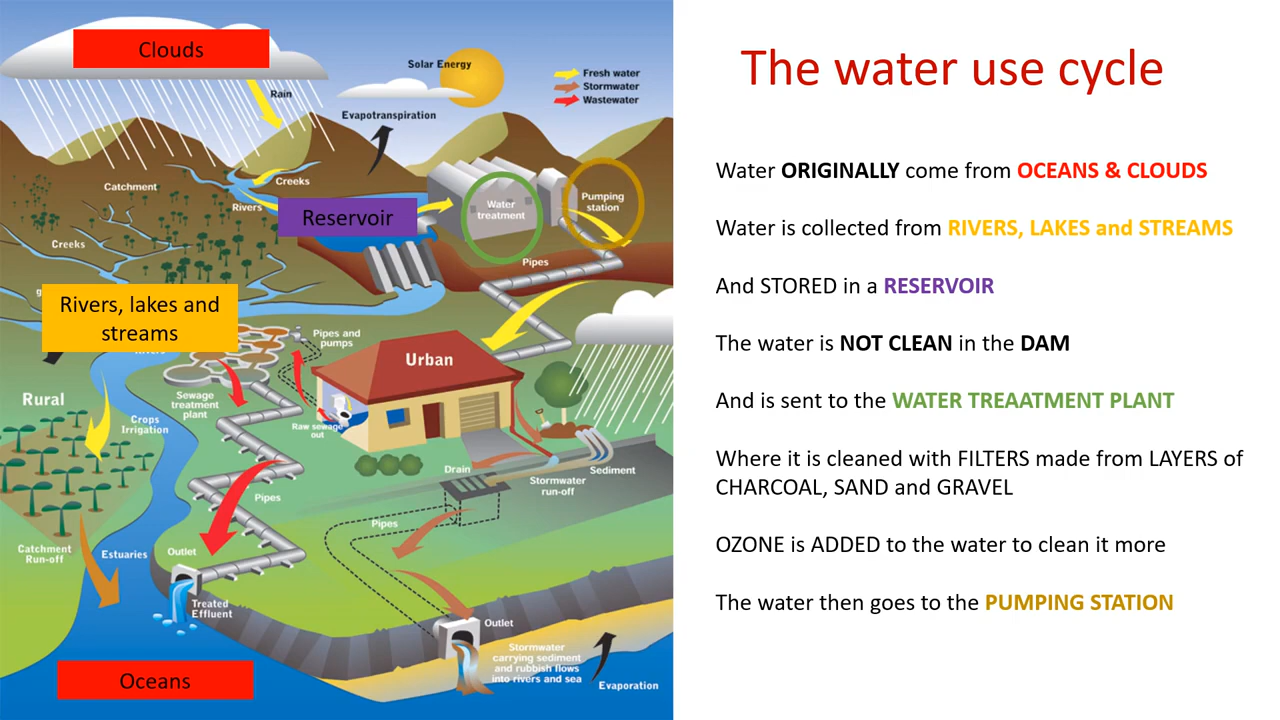 Clouds
Solar Energy
Fresh water
Stormwater
Wastewater
Rain
Evapotranspiration
Catchment
Creeks
Rivers
Reservoir
Water
treatment
Pumping
station
Creeks
Pipes
Rivers, lakes and
streams
Pipes and
pumps
Urban
Rural
Sewage
treatment
plant
Crops
Irrigation
Raw sewage
out
Drain
Sediment
Stormwater
run-off
Pipes
Pipes
Catchment
Run-off
Estuaries
Outlet
Treated
Effluent
Outlet
Stormwater
carrying sediment
and rubbish flows
into rivers and sea
Evaporation
Oceans
The water use cycle
Water ORIGINALLY come from OCEANS & CLOUDS
Water is collected from RIVERS, LAKES and STREAMS
And STORED in a RESERVOIR
The water is NOT CLEAN in the DAM
And is sent to the WATER TREAATMENT PLANT
Where it is cleaned with FILTERS made from LAYERS of
CHARCOAL, SAND and GRAVEL
OZONE is ADDED to the water to clean it more
The water then goes to the PUMPING STATION